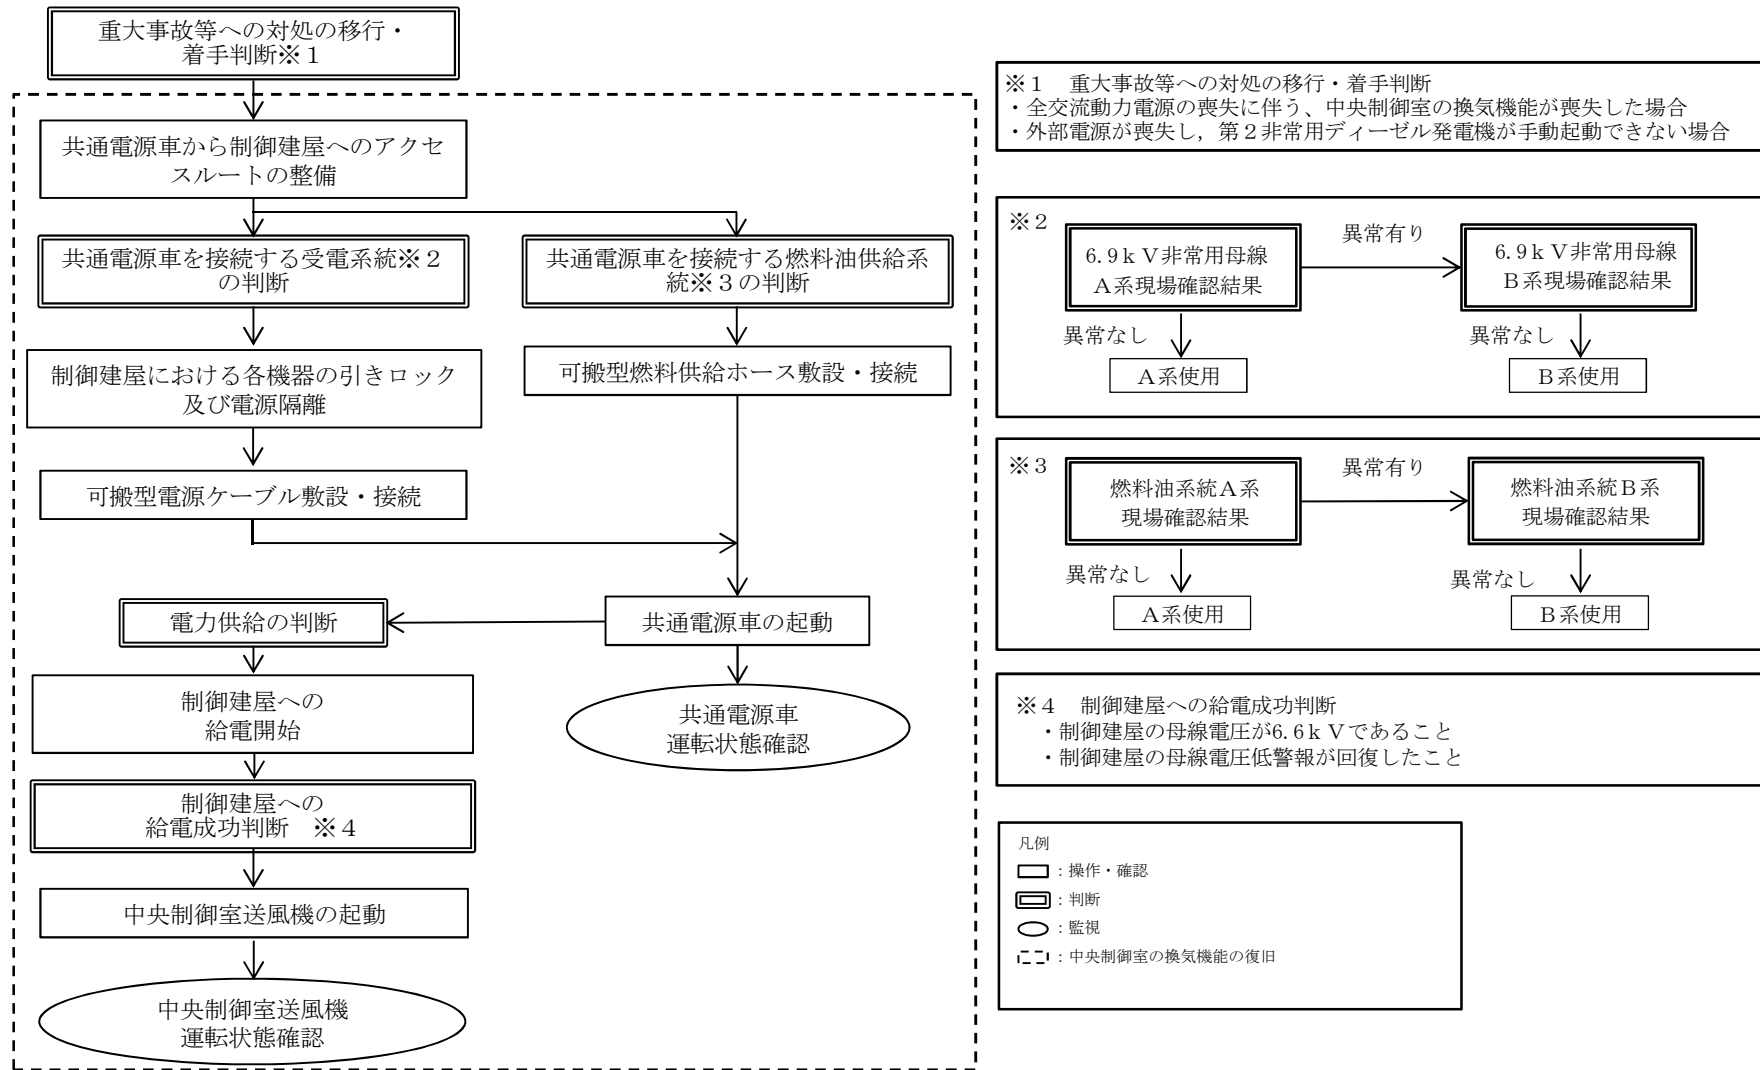 重大事故等への対処の移行・
着手判断※１
共通電源車から制御建屋へのアクセ
スルートの整備
共通電源車を接続する受電系統※２
の判断
共通電源車を接続する燃料油供給系
統※３の判断
制御建屋における各機器の引きロック
及び電源隔離
可搬型燃料供給ホース敷設・接続
可搬型電源ケーブル敷設・接続
電力供給の判断
共通電源車の起動
制御建屋への
給電開始
共通電源車
運転状態確認
制御建屋への
給電成功判断　※４
中央制御室送風機の起動
中央制御室送風機
運転状態確認
※１　重大事故等への対処の移行・着手判断
・全交流動力電源の喪失に伴う、中央制御室の換気機能が喪失した場合
・外部電源が喪失し，第２非常用ディーゼル発電機が手動起動できない場合
※２
6.9kＶ非常用母線
Ａ系現場確認結果
異常有り
6.9kＶ非常用母線
Ｂ系現場確認結果
異常なし
異常なし
Ａ系使用
Ｂ系使用
※３
燃料油系統Ａ系
現場確認結果
異常有り
燃料油系統Ｂ系
現場確認結果
異常なし
異常なし
Ａ系使用
Ｂ系使用
※４　制御建屋への給電成功判断
・制御建屋の母線電圧が6.6kＶであること
・制御建屋の母線電圧低警報が回復したこと
凡例
：操作・確認
：判断
：監視
：中央制御室の換気機能の復旧